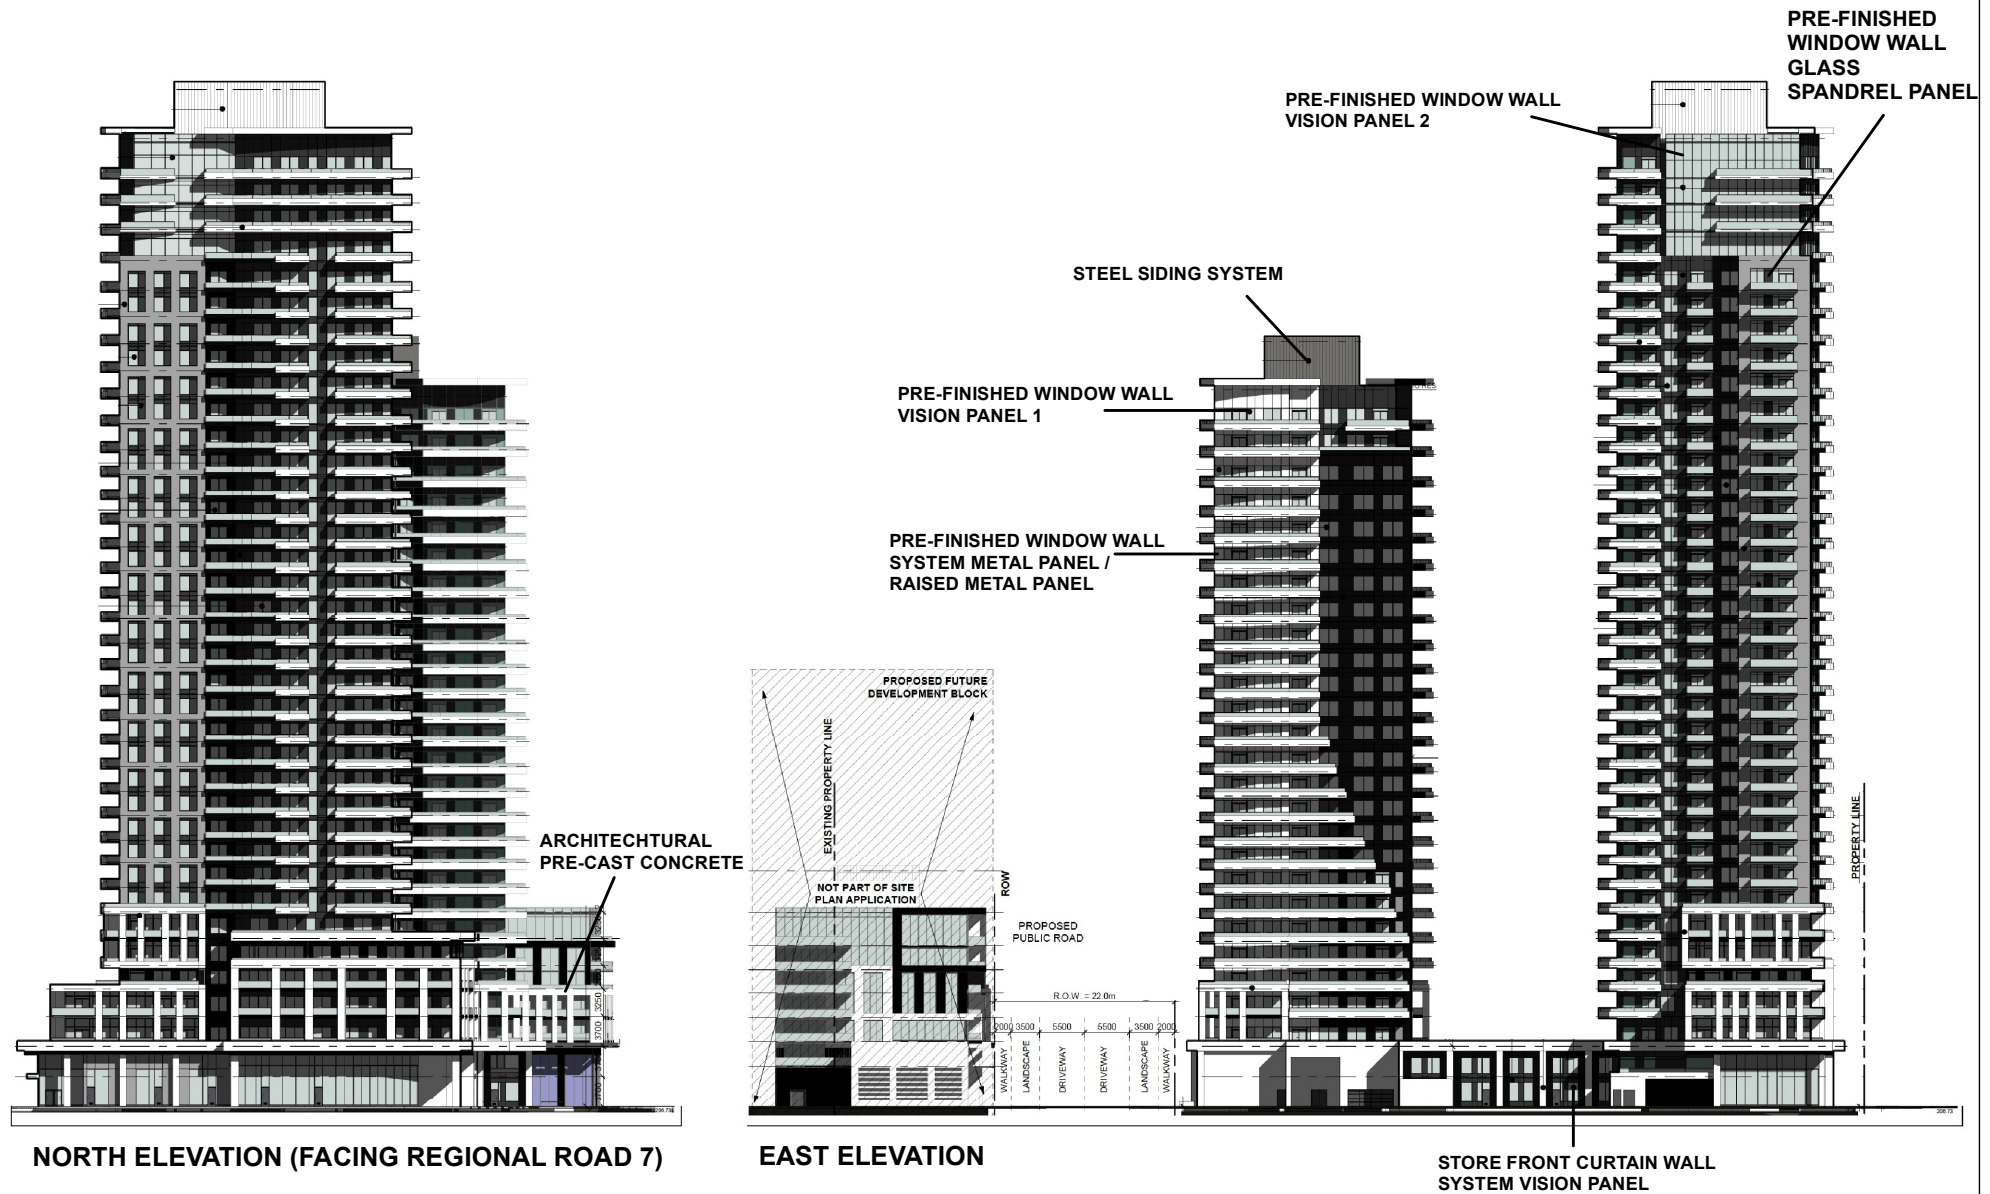 PRE-FINISHED
WINDOW WALL
GLASS
SPANDREL PANEL
PRE-FINISHED WINDOW WALL
VISION PANEL 2
STEEL SIDING SYSTEM
PRE-FINISHED WINDOW WALL
VISION PANEL 1
PRE-FINISHED WINDOW WALL
SYSTEM METAL PANEL /
RAISED METAL PANEL
PROPOSED FUTURE
DEVELOPMENT BLOCK
EXISTING PROPERTY LINE
ARCHITECHTURAL
PRE-CAST CONCRETE
NOT PART OF SITE
PLAN APPLICATION
ROW
PROPOSED
PUBLIC ROAD
PROPERTY LINE
R.O.W. = 22.0m
2000 3500 5500 5500 3500 2000
WALKWAY
LANDSCAPE
DRIVEWAY
DRIVEWAY
LANDSCAPE
WALKWAY
3250
3700
206.73
NORTH ELEVATION (FACING REGIONAL ROAD 7)
EAST ELEVATION
STORE FRONT CURTAIN WALL
SYSTEM VISION PANEL